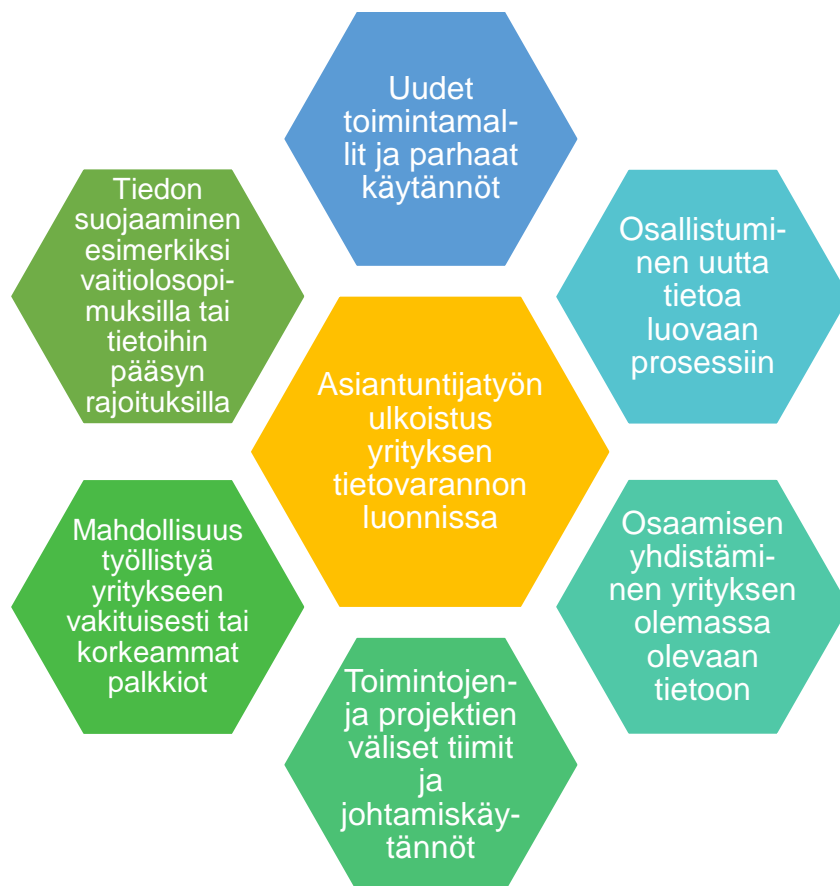 Uudet
toimintamal-
lit ja parhaat
käytännöt
Tiedon
suojaaminen
esimerkiksi
vaitiolosopi-
muksilla tai
tietoihin
pääsyn
rajoituksilla
Osallistumi-
nen uutta
tietoa
luovaan
prosessiin
Asiantuntijatyön
ulkoistus
yrityksen
tietovarannon
luonnissa
Mahdollisuus
työllistyä
yritykseen
vakituisesti tai
korkeammat
palkkiot
Osaamisen
yhdistämi-
nen yrityksen
olemassa
olevaan
tietoon
Toimintojen-
ja projektien
väliset tiimit
ja
johtamiskäy-
tännöt